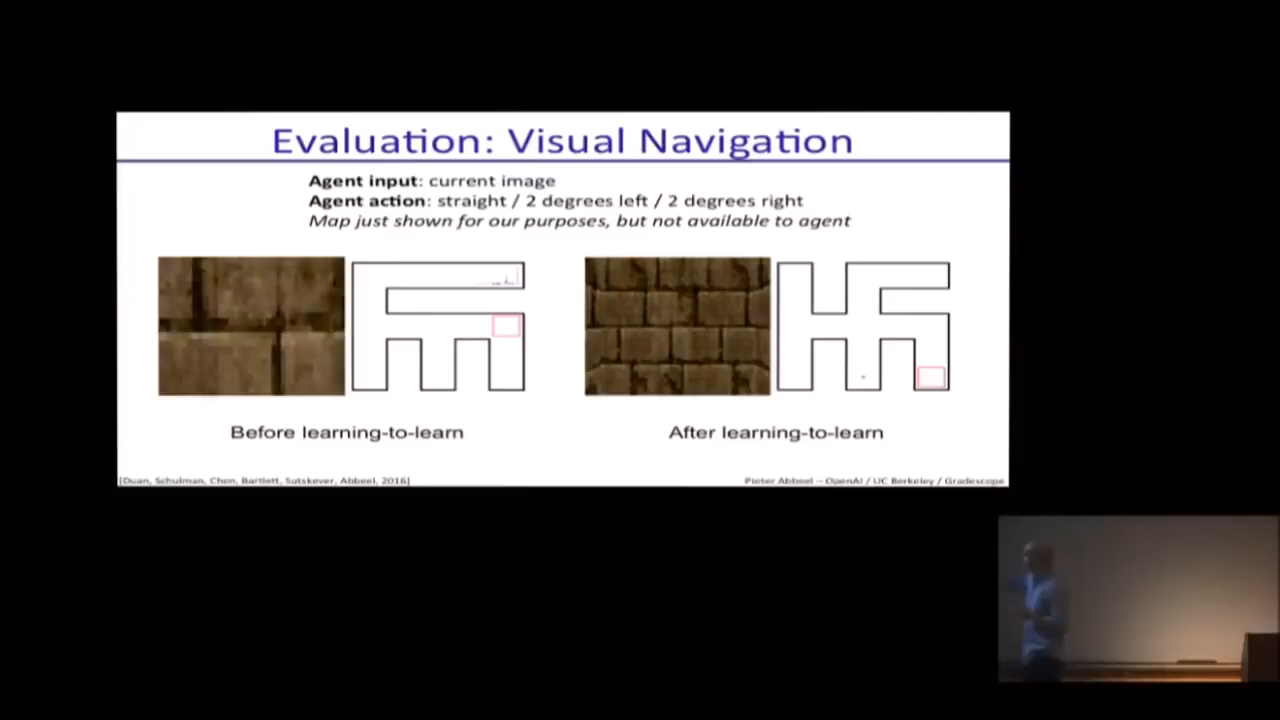 Evaluation: Visual Navigation
Agent input: current image
Agent action: straight / 2 degrees left / 2 degrees right
Map just shown for our purposes, but not available to agent
Before learning-to-learn
After learning-to-learn
[Duan, Schulman, Chen, Bartlett, Sutskever, Abbeel, 2016]
Pieter Abbeel – OpenAI / UC Berkeley / Gradescope